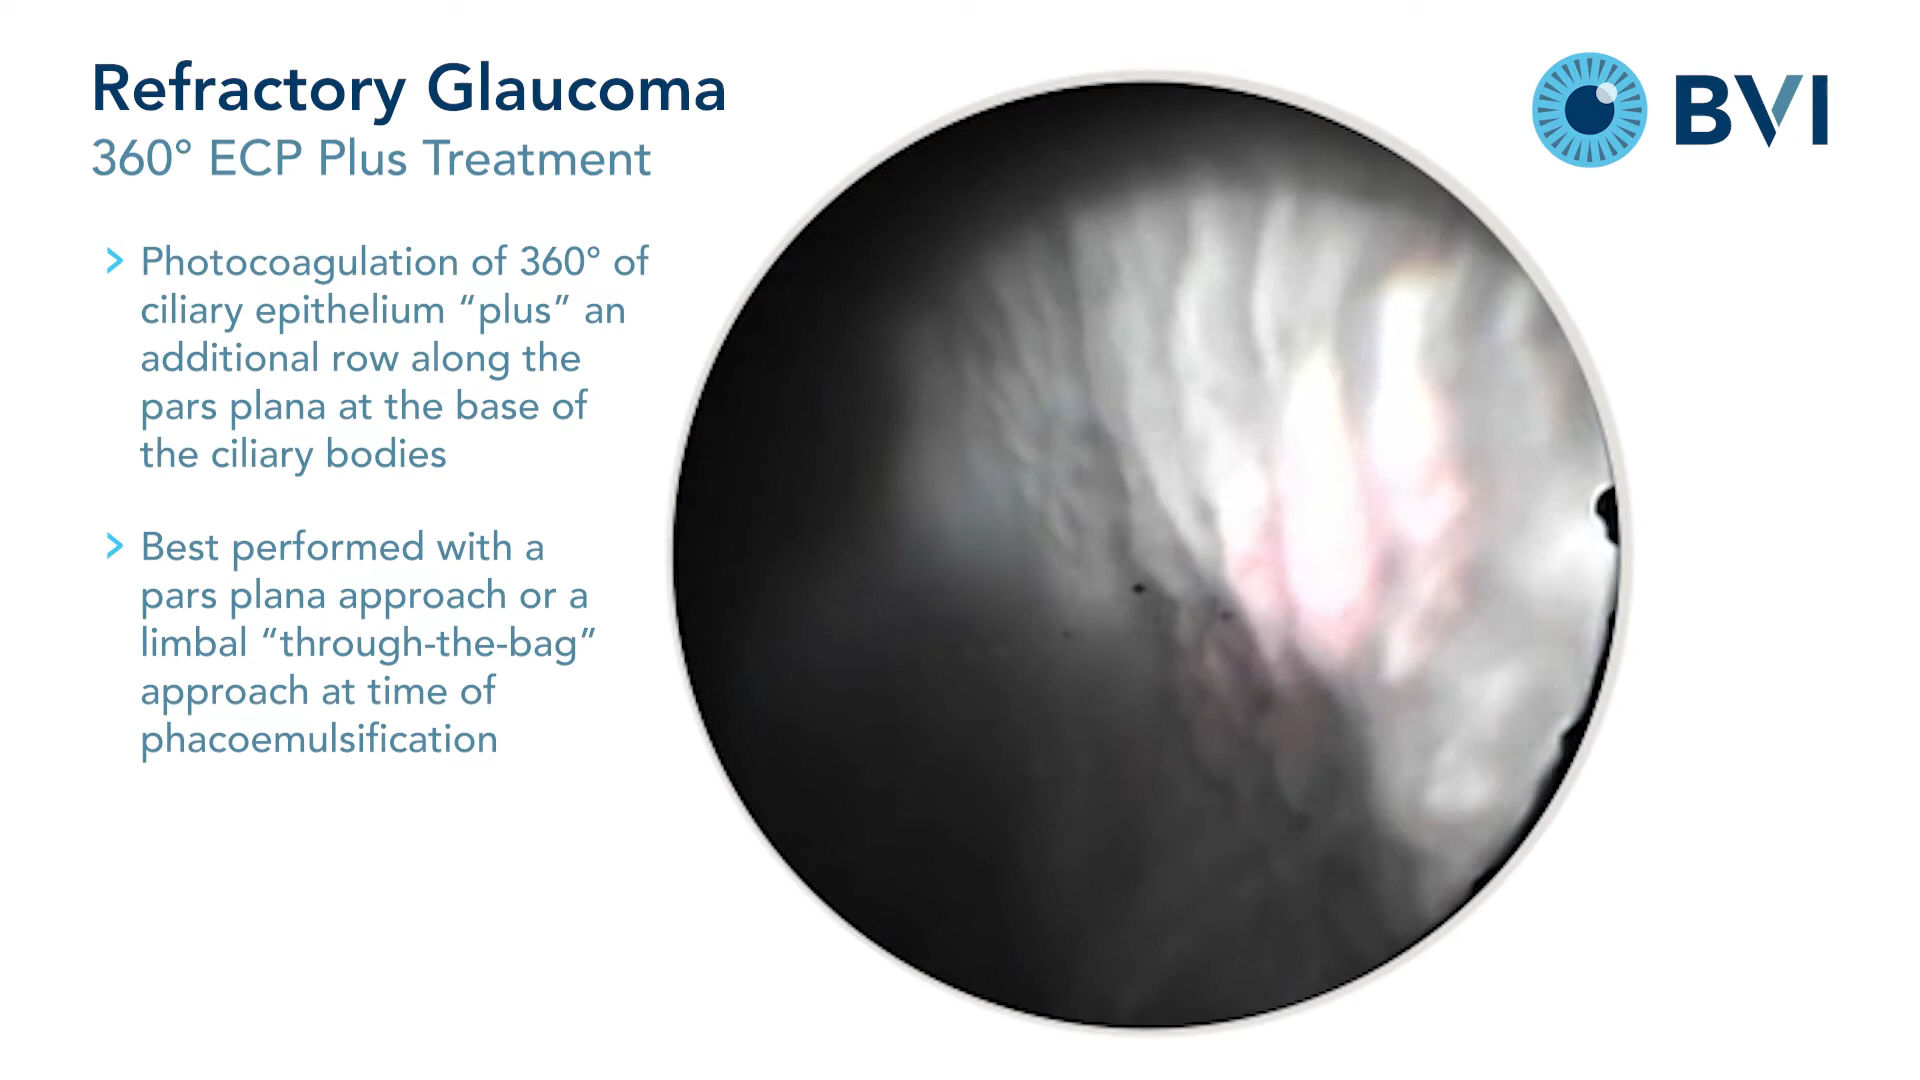 Refractory Glaucoma
360° ECP Plus Treatment
> Photocoagulation of 360° of
ciliary epithelium “plus” an
additional row along the
pars plana at the base of
the ciliary bodies
> Best performed with a
pars plana approach or a
limbal “through-the-bag”
approach at time of
phacoemulsification
BVI